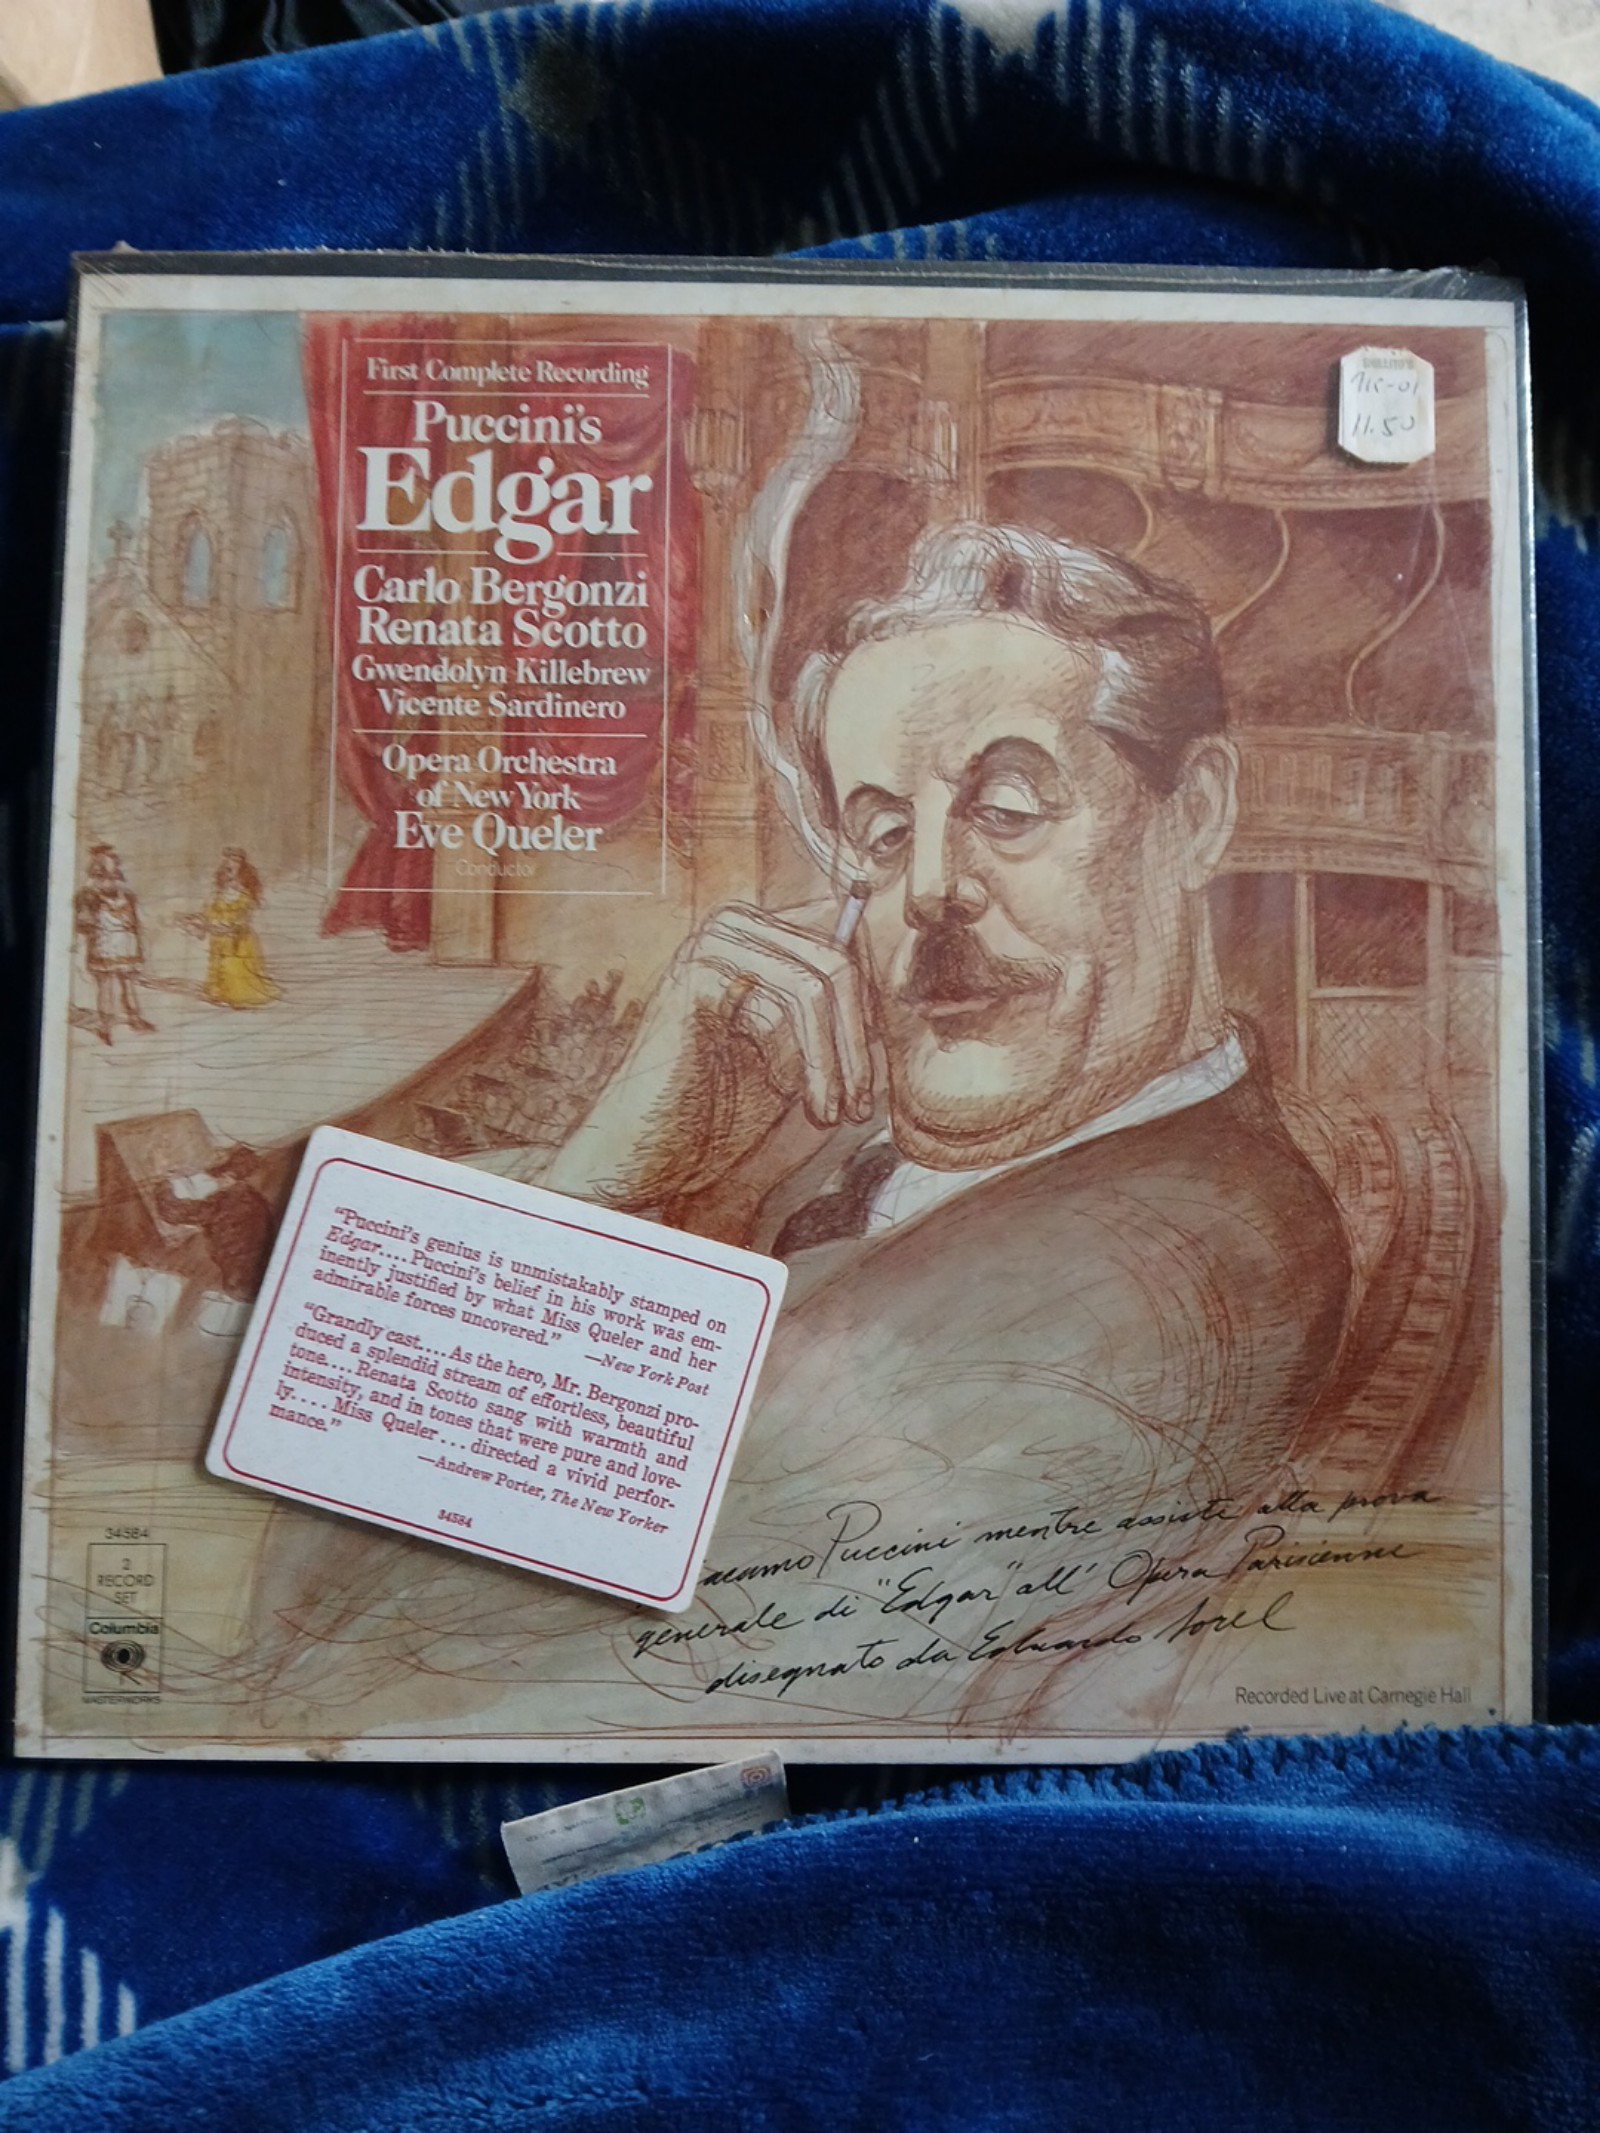 First Complete Recording
Puccini's
Edgar
Carlo Bergonzi
Renata Scotto
Gwendolyn Killebrew
Vicente Sardinero
Opera Orchestra
of New York
Eve Queler
Conductor
11.50
"Puccini's genius is unmistakably stamped on
Edgar.... Puccini's belief in his work was em-
inently justified by what Miss Queler and her
admirable forces uncovered."
—New York Post
"Grandly cast.... As the hero, Mr. Bergonzi pro-
duced a splendid stream of effortless, beautiful
tone.... Renata Scotto sang with warmth and
intensity, and in tones that were pure and love-
ly.... Miss Queler... directed a vivid perfor-
mance."
—Andrew Porter, The New Yorker
34584
34584
2
RECORD
SET
Columbia
MASTERWORKS
acomo Puccini mentre assiste alla prova
generale di "Edgar" all' Opera Parisienne
disegnato da Eduardo Sorel
Recorded Live at Carnegie Hall